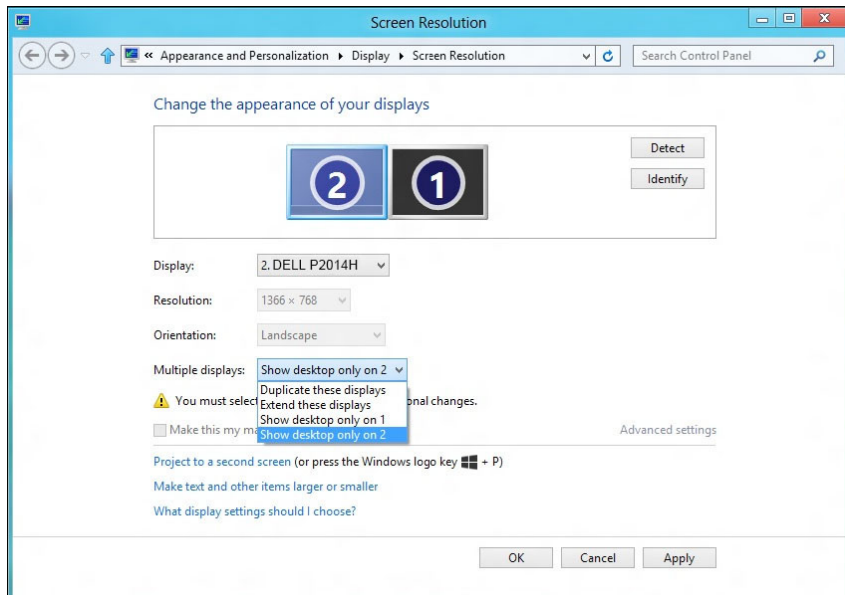 Screen Resolution
« Appearance and Personalization Display Screen Resolution
Search Control Panel
Change the appearance of your displays
2
1
Detect
Identify
Display: 2. DELL P2014H
Resolution: 1366 × 768
Orientation: Landscape
Multiple displays: Show desktop only on 2
Duplicate these displays
Extend these displays
Show desktop only on 1
Show desktop only on 2
You must select onal changes.
Make this my m
Advanced settings
Project to a second screen (or press the Windows logo key + P)
Make text and other items larger or smaller
What display settings should I choose?
OK Cancel Apply